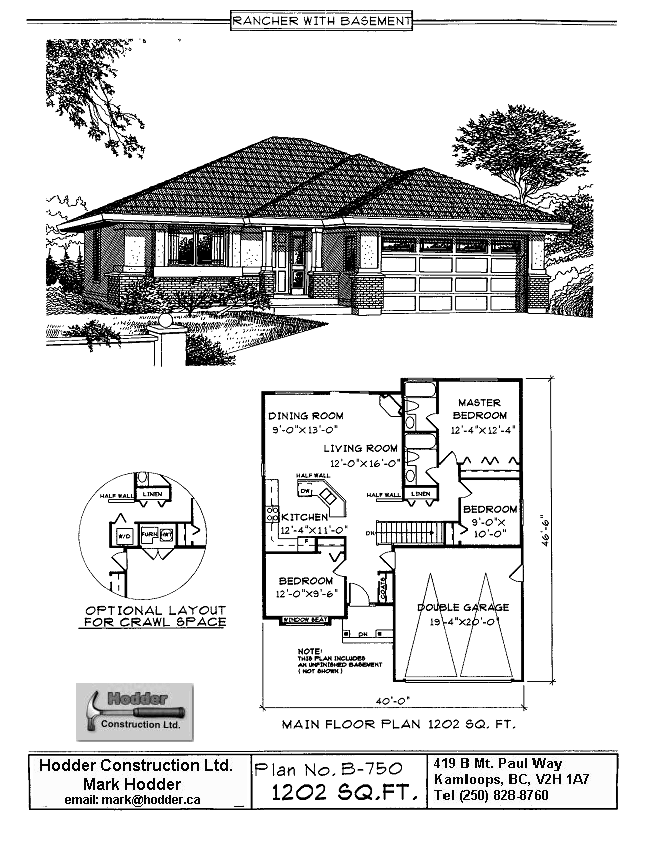 RANCHER WITH BASEMENT
MASTER
BEDROOM
12'-4"X12'-4"
DINING ROOM
9'-0"X13'-0"
LIVING ROOM
12'-0"X16'-0"
HALF WALL
DW
HALF WALL
LINEN
KITCHEN
12'-4"X11'-0"
F
DN
BEDROOM
9'-0"X
10'-0"
BEDROOM
12'-0"X9'-6"
COATS
WINDOW SEAT
DN
DOUBLE GARAGE
19'-4"X20'-0"
46'-6"
40'-0"
NOTE:
THIS PLAN INCLUDES
AN UNFINISHED BASEMENT
( NOT SHOWN )
MAIN FLOOR PLAN 1202 SQ. FT.
HALF WALL
LINEN
W/D
FURN
HWT
OPTIONAL LAYOUT
FOR CRAWL SPACE
Hodder
Construction Ltd.
Hodder Construction Ltd.
Mark Hodder
email: mark@hodder.ca
Plan No. B-750
1202 SQ.FT.
419 B Mt. Paul Way
Kamloops, BC, V2H 1A7
Tel (250) 828-8760